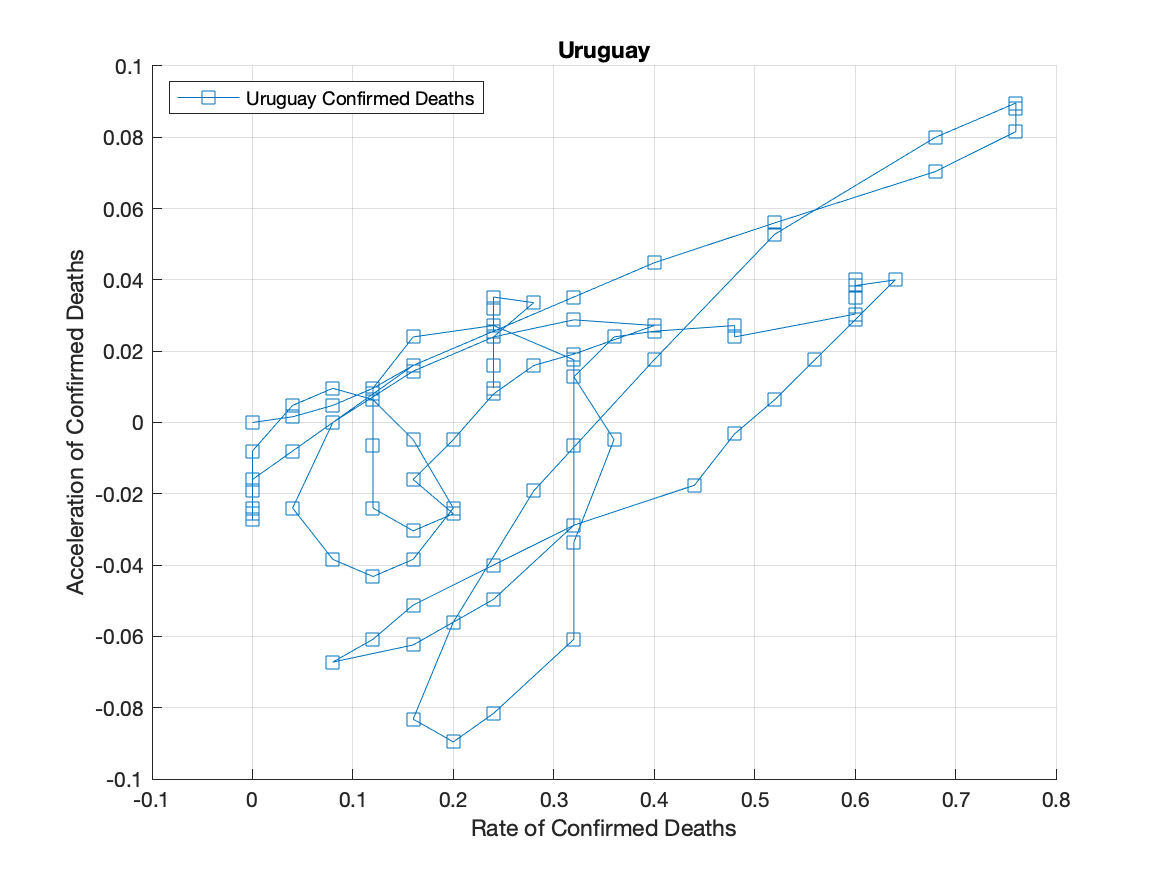 Uruguay
Uruguay Confirmed Deaths
0.1
0.08
0.06
0.04
0.02
0
-0.02
-0.04
-0.06
-0.08
-0.1
Acceleration of Confirmed Deaths
-0.1 0 0.1 0.2 0.3 0.4 0.5 0.6 0.7 0.8
Rate of Confirmed Deaths